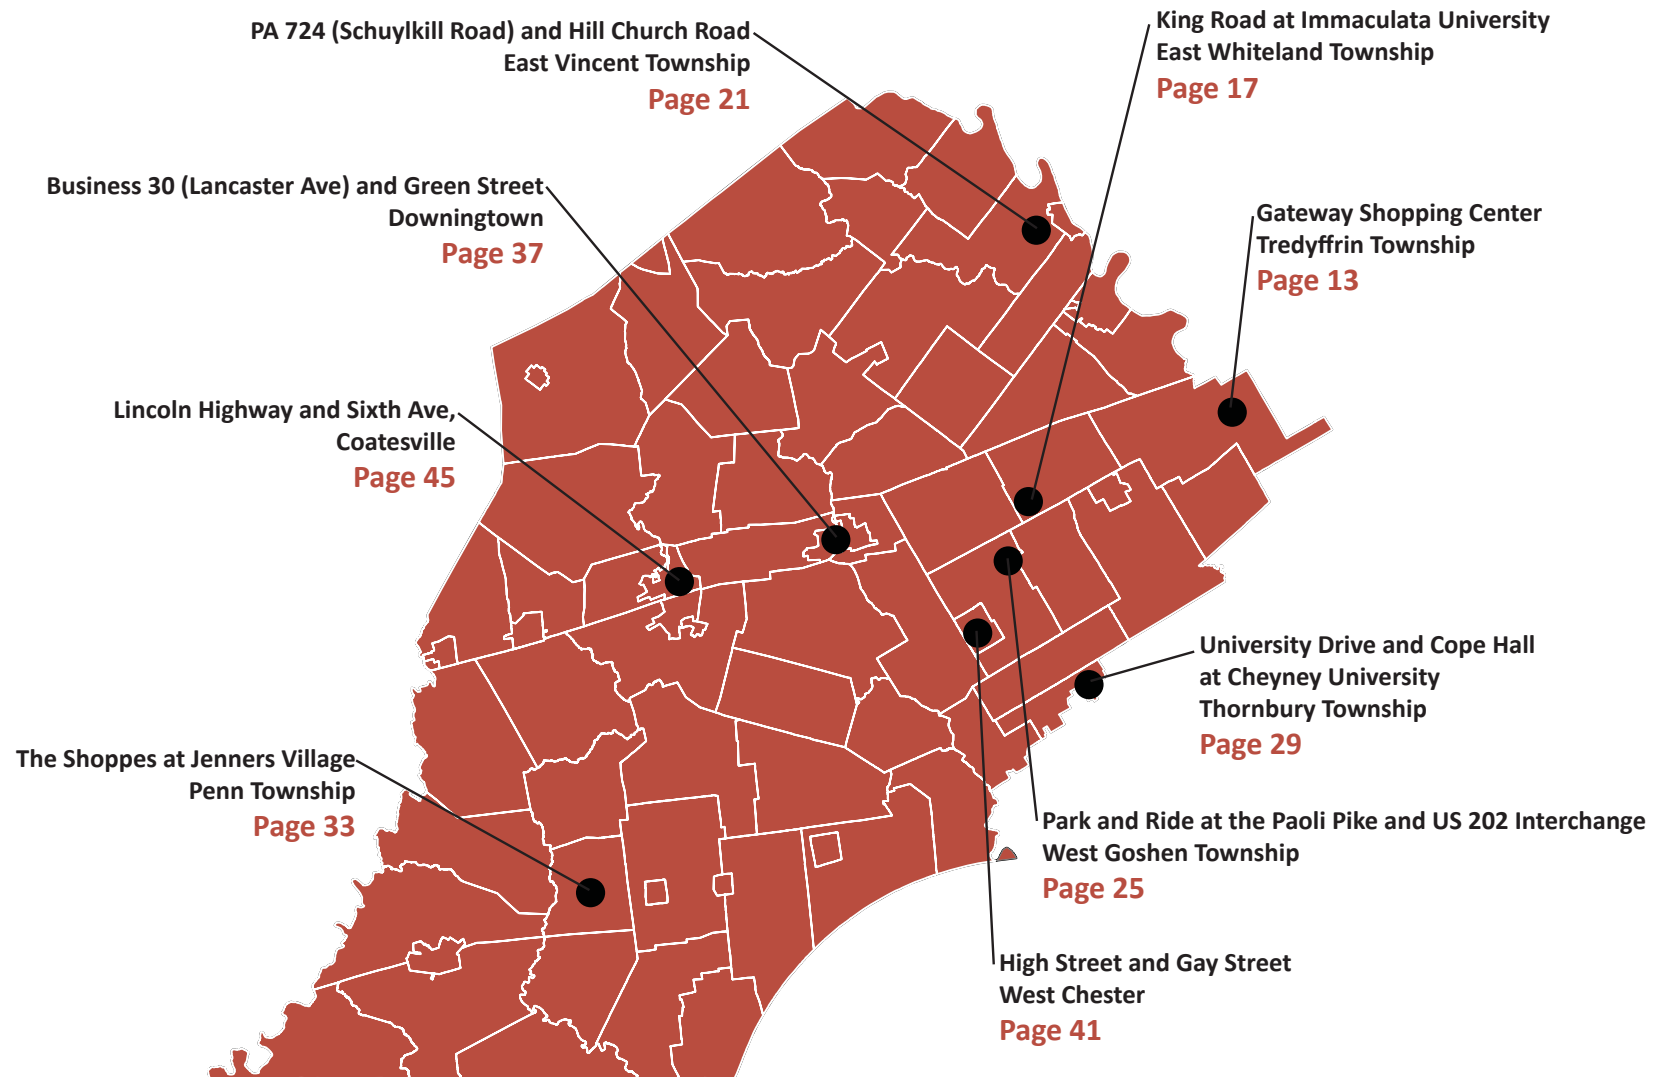 PA 724 (Schuylkill Road) and Hill Church Road
East Vincent Township
Page 21
King Road at Immaculata University
East Whiteland Township
Page 17
Business 30 (Lancaster Ave) and Green Street
Downingtown
Page 37
Gateway Shopping Center
Tredyffrin Township
Page 13
Lincoln Highway and Sixth Ave,
Coatesville
Page 45
University Drive and Cope Hall
at Cheyney University
Thornbury Township
Page 29
The Shoppes at Jenners Village
Penn Township
Page 33
Park and Ride at the Paoli Pike and US 202 Interchange
West Goshen Township
Page 25
High Street and Gay Street
West Chester
Page 41